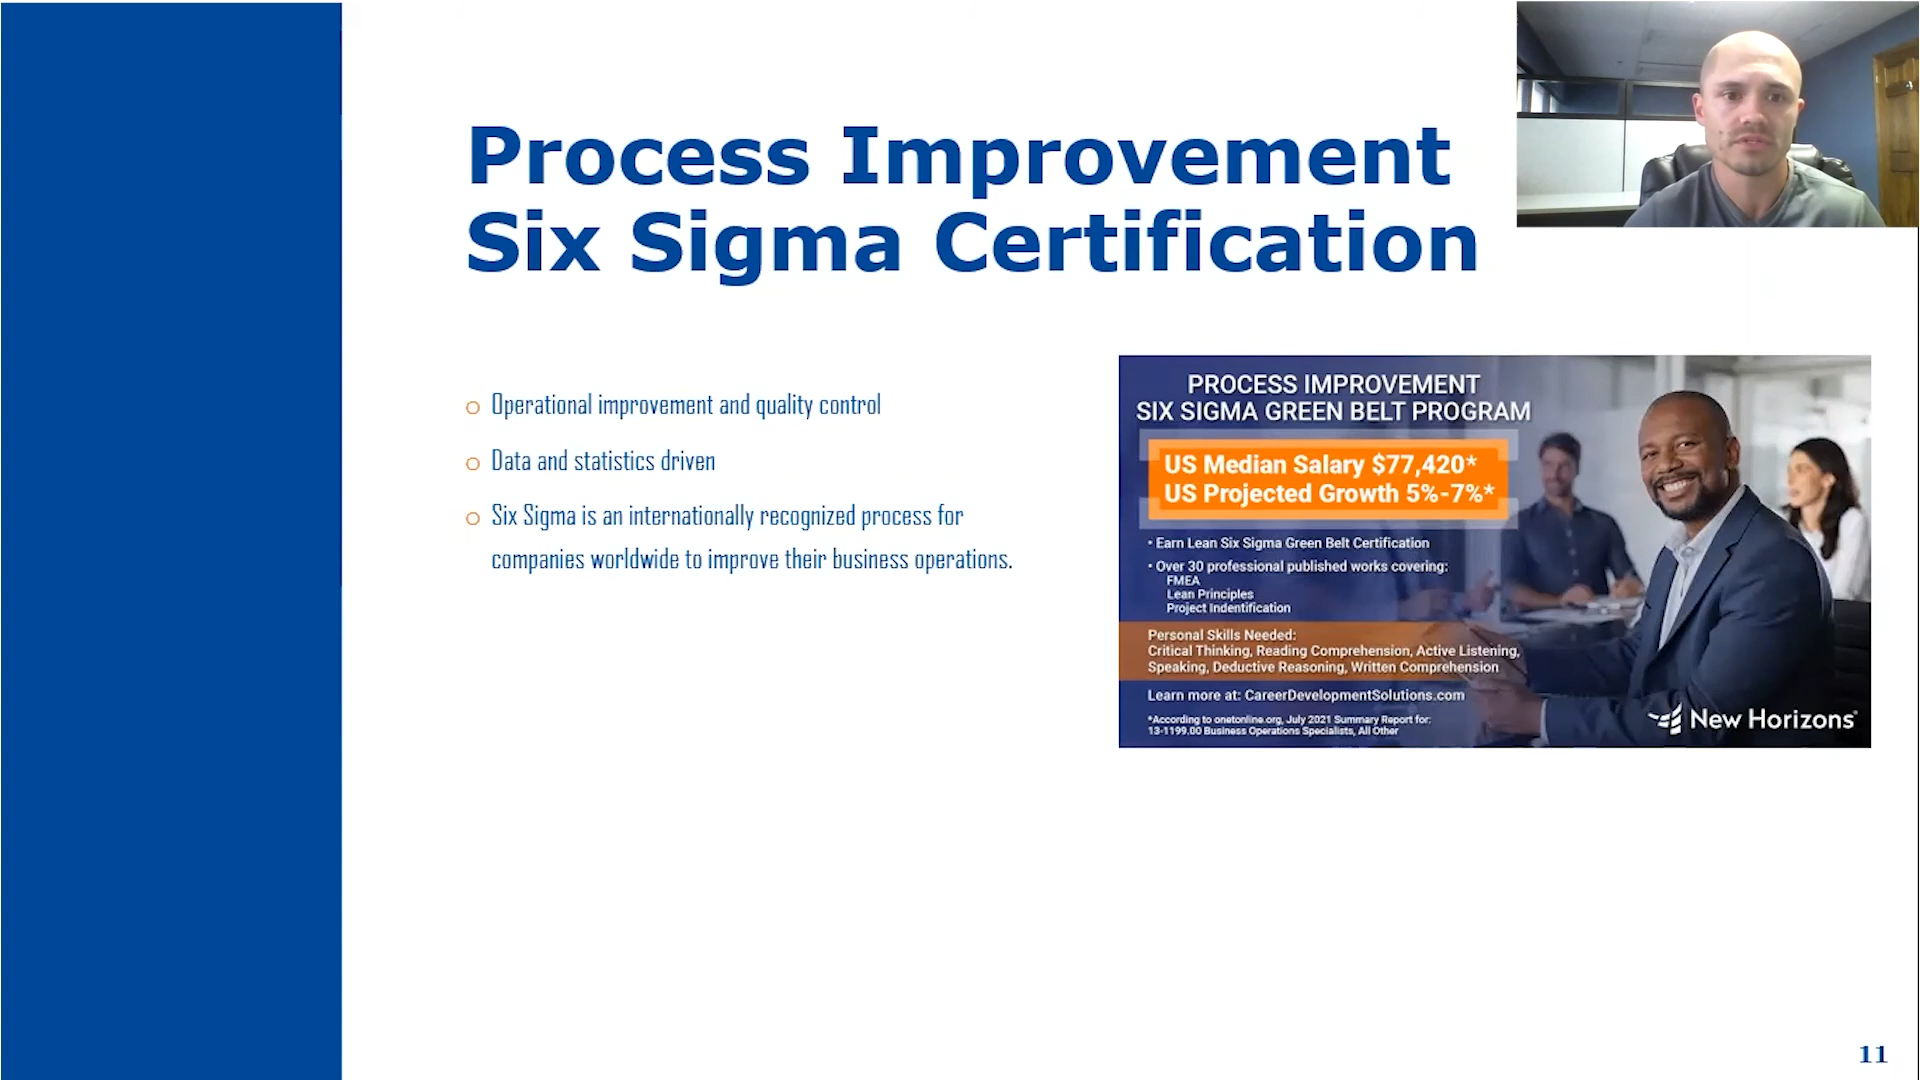 Process Improvement
Six Sigma Certification
o Operational improvement and quality control
o Data and statistics driven
o Six Sigma is an internationally recognized process for
companies worldwide to improve their business operations.
PROCESS IMPROVEMENT
SIX SIGMA GREEN BELT PROGRAM
US Median Salary $77,420*
US Projected Growth 5%-7%*
• Earn Lean Six Sigma Green Belt Certification
• Over 30 professional published works covering:
FMEA
Lean Principles
Project Indentification
Personal Skills Needed:
Critical Thinking, Reading Comprehension, Active Listening,
Speaking, Deductive Reasoning, Written Comprehension
Learn more at: CareerDevelopmentSolutions.com
*According to onetonline.org, July 2021 Summary Report for:
13-1199.00 Business Operations Specialists, All Other
New Horizons®
11